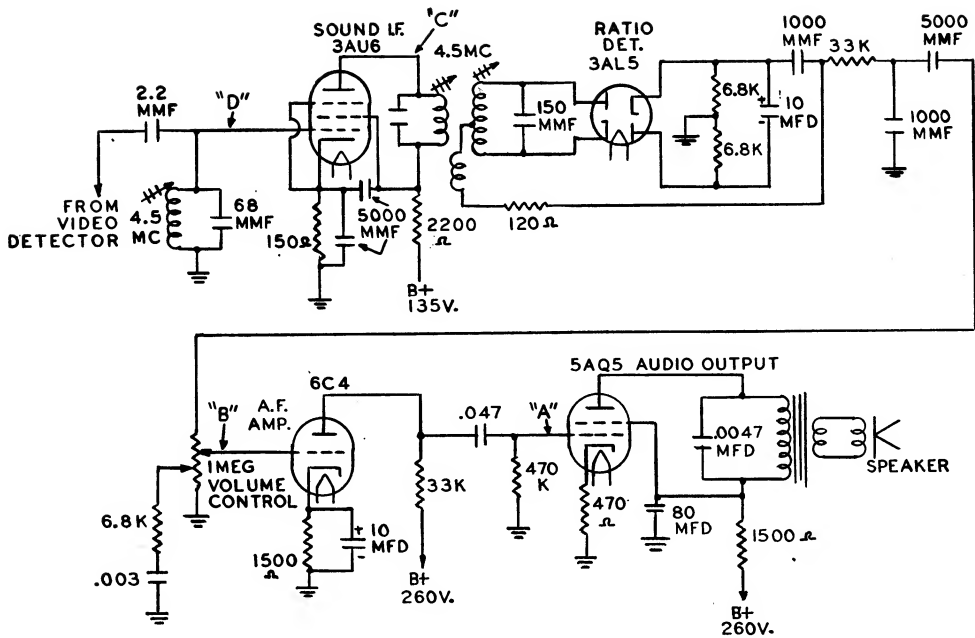 SOUND I.F.
3AU6
"C"
4.5MC
RATIO
DET.
3AL5
1000
MMF
33K
5000
MMF
2.2
MMF
"D"
150
MMF
6.8K
6.8K
10
MFD
+
-
1000
MMF
FROM
VIDEO
DETECTOR
4.5
MC
68
MMF
150Ω
5000
MMF
2200
Ω
120Ω
B+
135V.
"B"
A.F.
AMP.
6C4
.047
"A"
5AQ5 AUDIO OUTPUT
.0047
MFD
SPEAKER
1 MEG
VOLUME
CONTROL
33K
470
K
470
Ω
80
MFD
1500Ω
6.8K
.003
1500
Ω
+
10
MFD
-
B+
260V.
B+
260V.